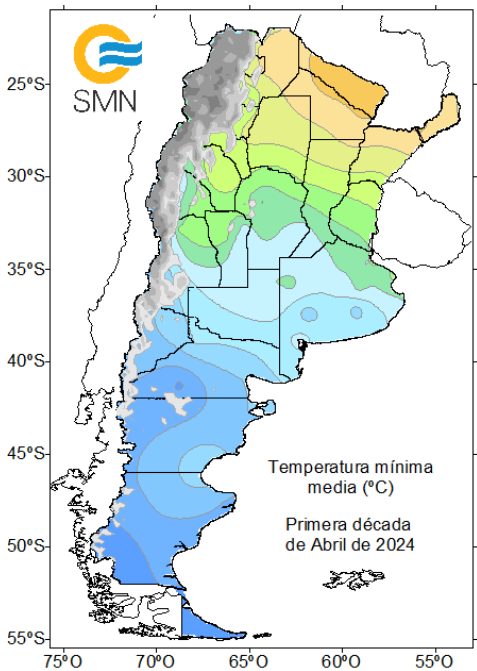 SMN
25°S
30°S
35°S
40°S
45°S
50°S
55°S
Temperatura mínima
media (ºC)
Primera década
de Abril de 2024
75°O
70°O
65°O
60°O
55°O